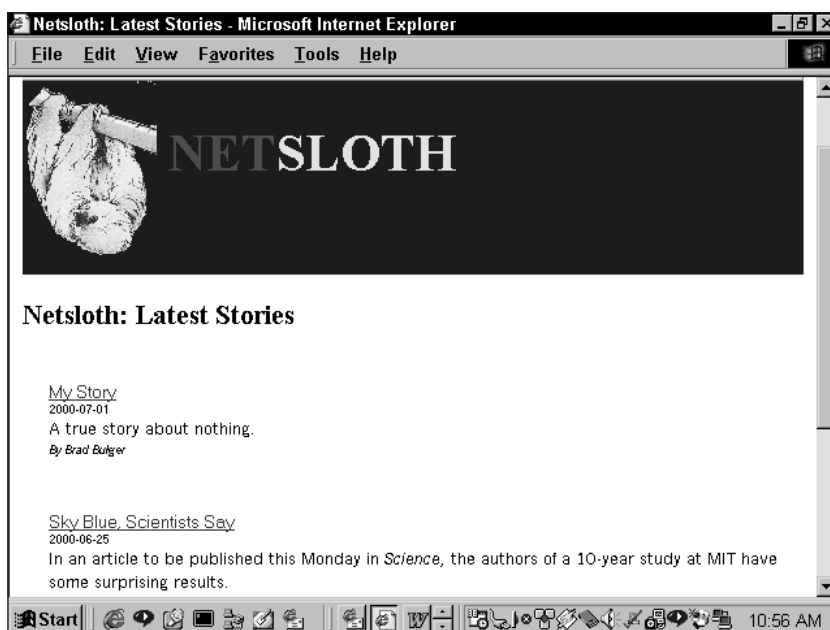 Netsloth: Latest Stories - Microsoft Internet Explorer
File Edit View Favorites Tools Help
NETSLOTH
Netsloth: Latest Stories
My Story
2000-07-01
A true story about nothing.
By Brad Bulger
Sky Blue, Scientists Say
2000-06-25
In an article to be published this Monday in Science, the authors of a 10-year study at MIT have
some surprising results.
Start 10:56 AM